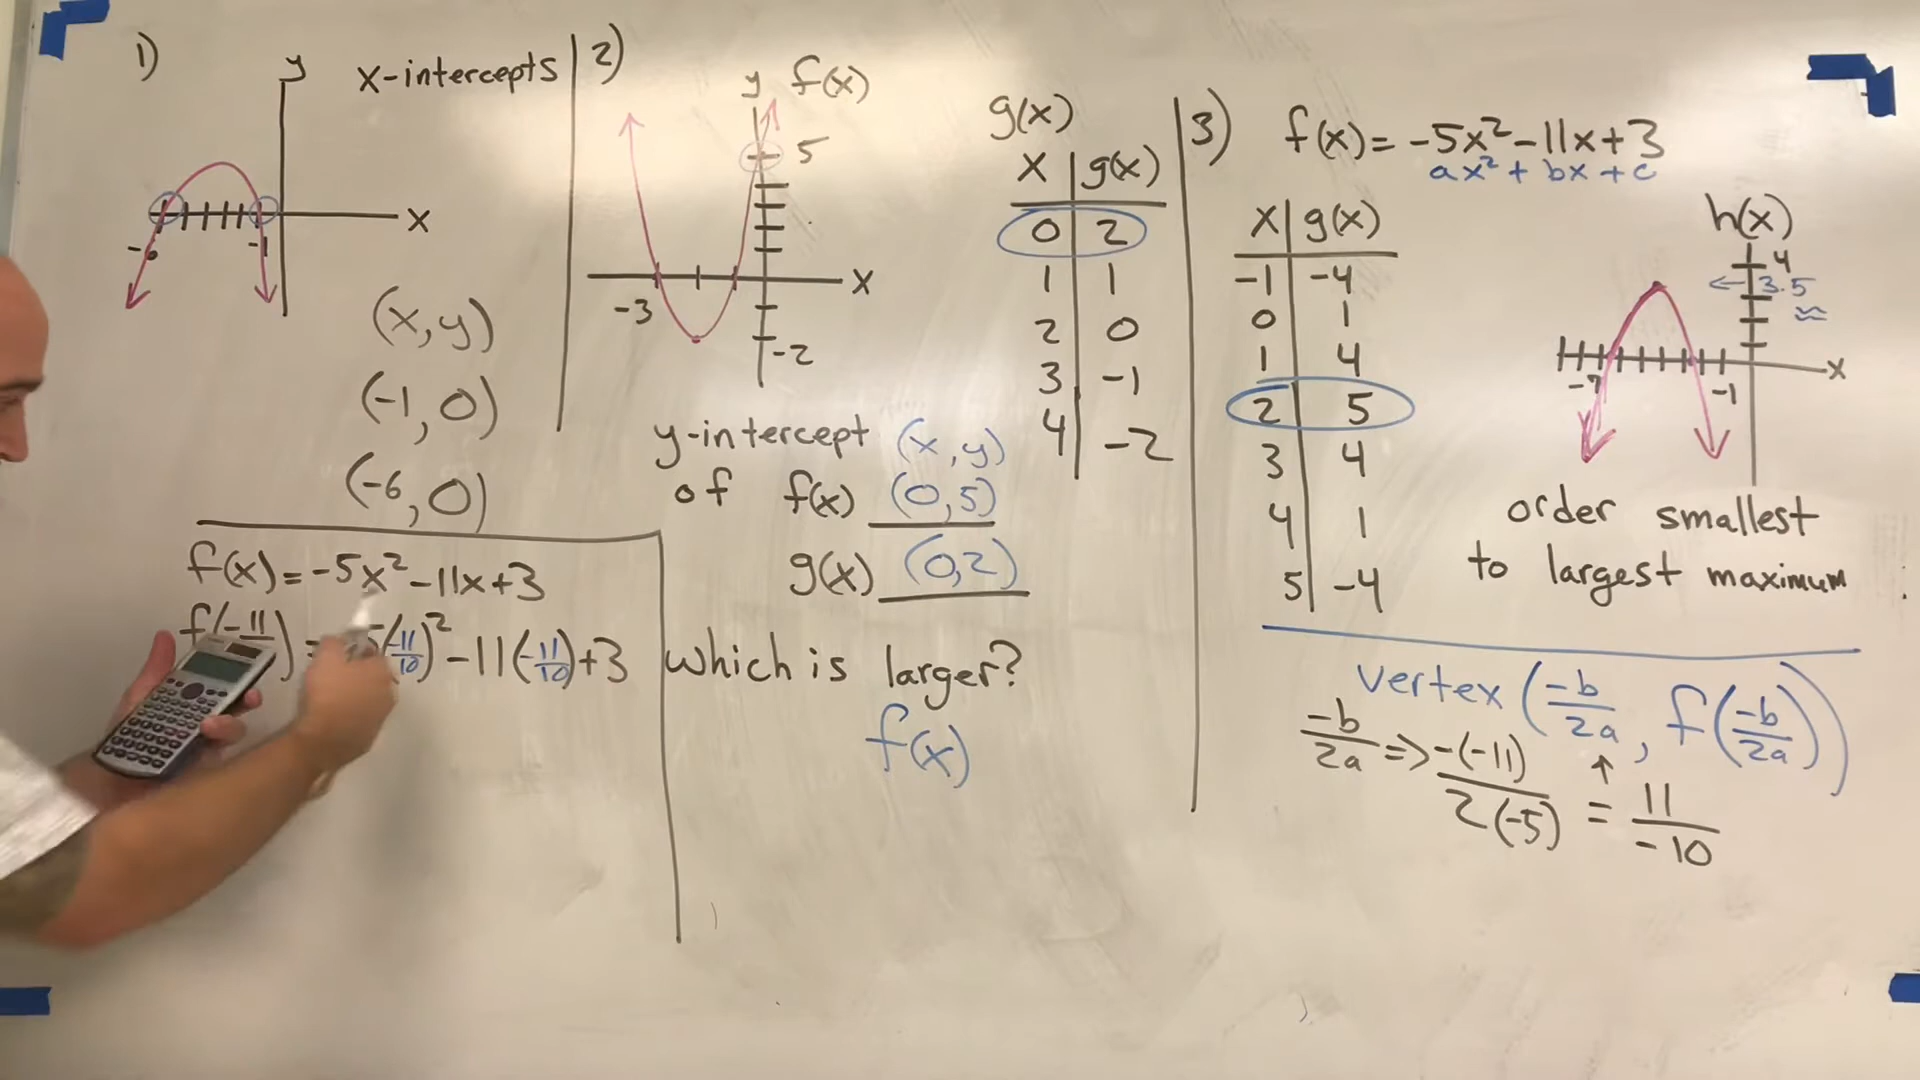 1)
y
x-intercepts
x
-6
-1
(x,y)
(-1,0)
(-6,0)
f(x)=-5x²-11x+3
-11(-11/10)+3
2)
y f(x)
5
x
-3
-2
g(x)
x | g(x)
0 | 2
1 | 1
2 | 0
3 | -1
4 | -2
y-intercept (x,y)
of f(x) (0,5)
g(x) (0,2)
which is larger?
f(x)
3) f(x)=-5x²-11x+3
ax²+bx+c
x | g(x)
-1 | -4
0 | 1
1 | 4
2 | 5
3 | 4
4 | 1
5 | -4
h(x)
4
←3.5
≈
x
-7
-1
order smallest
to largest maximum
vertex (-b/2a, f(-b/2a))
-b/2a => -(-11)/2(-5) = 11/-10